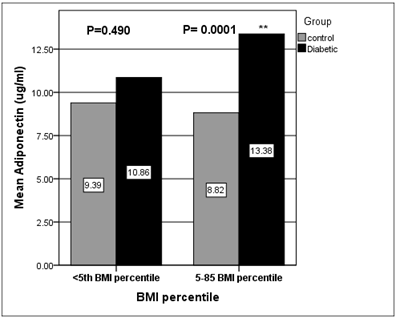 P=0.490 P= 0.0001 **
Group
control
Diabetic
Mean Adiponectin (ug/ml)
12.50
10.00
7.50
5.00
2.50
0.00
9.39
10.86
8.82
13.38
<5th BMI percentile 5-85 BMI percentile
BMI percentile